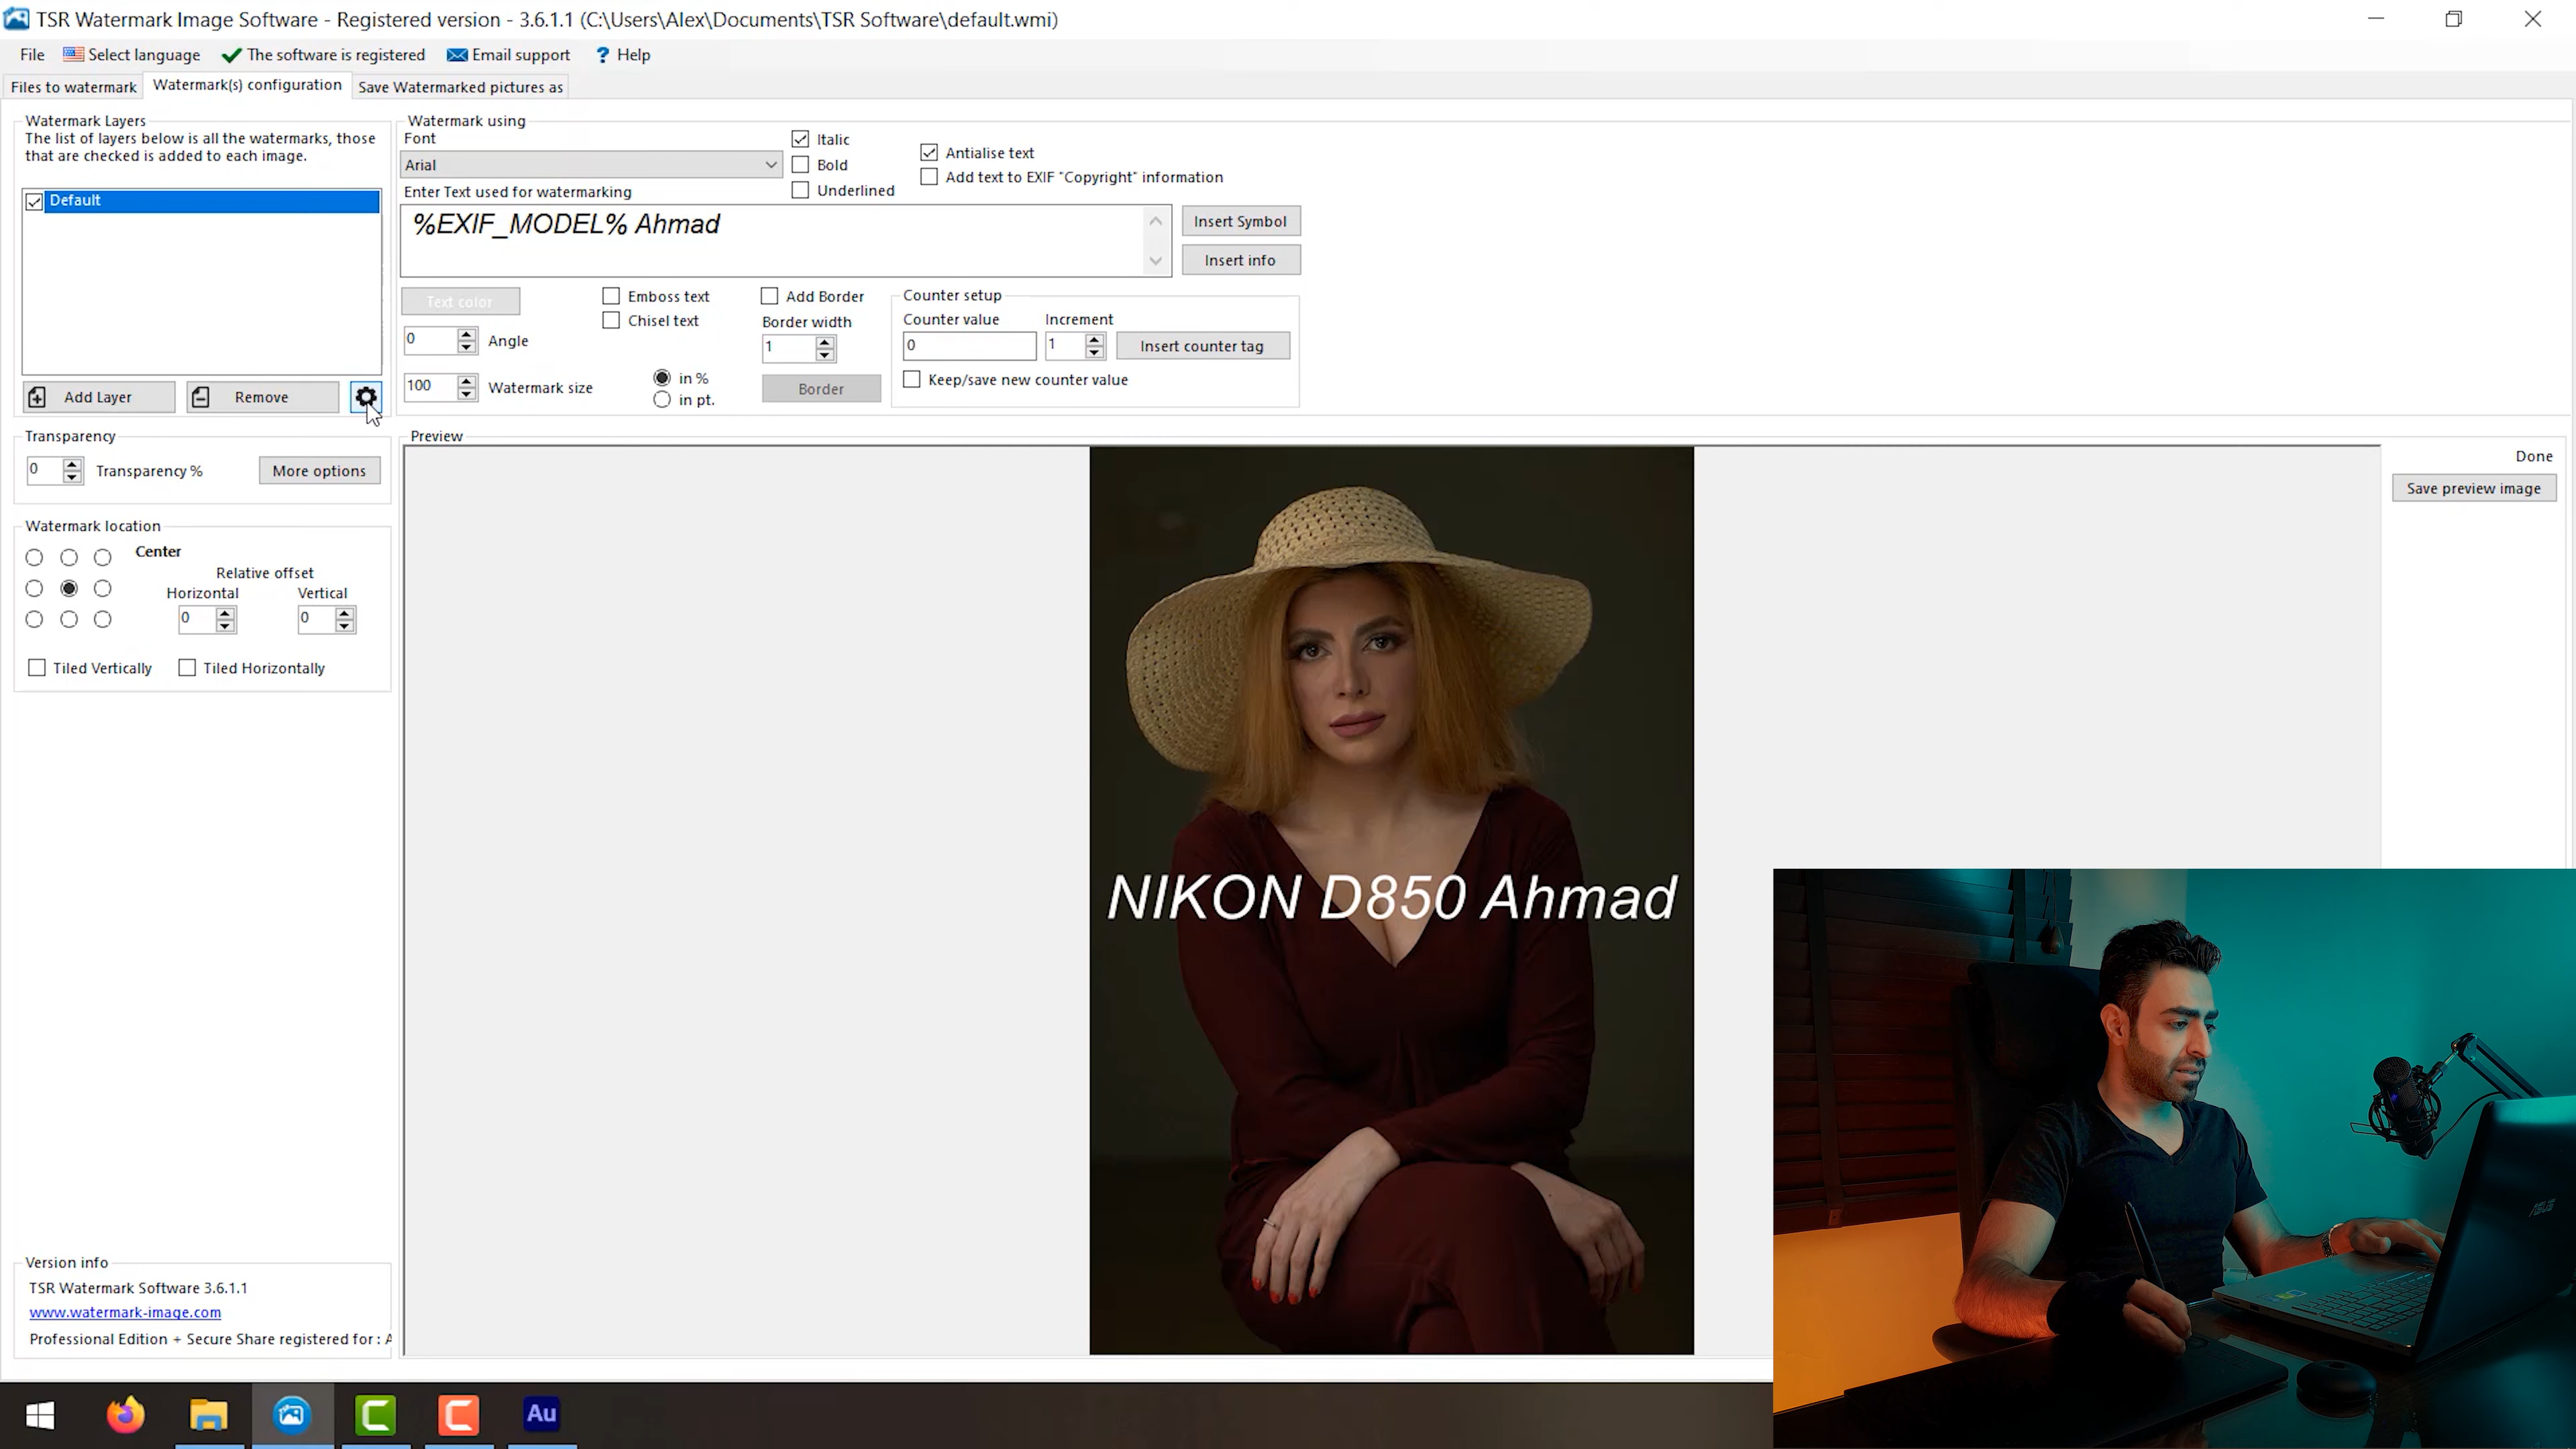 TSR Watermark Image Software - Registered version - 3.6.1.1 (C:\Users\Alex\Documents\TSR Software\default.wmi)
File Select language The software is registered Email support ? Help
Files to watermark Watermark(s) configuration Save Watermarked pictures as
Watermark Layers
The list of layers below is all the watermarks, those
that are checked is added to each image.
Default
Add Layer Remove
Watermark using
Font
Arial
Italic
Bold
Underlined
Antialise text
Add text to EXIF "Copyright" information
Enter Text used for watermarking
%EXIF_MODEL% Ahmad
Insert Symbol
Insert info
Text color
0 Angle
100 Watermark size
Emboss text
Chisel text
in %
in pt.
Add Border
Border width
1
Border
Counter setup
Counter value Increment
0 1 Insert counter tag
Keep/save new counter value
Transparency
0 Transparency % More options
Watermark location
Center
Relative offset
Horizontal Vertical
0 0
Tiled Vertically Tiled Horizontally
Preview
Done
Save preview image
NIKON D850 Ahmad
Version info
TSR Watermark Software 3.6.1.1
www.watermark-image.com
Professional Edition + Secure Share registered for : A
Au
ASUS